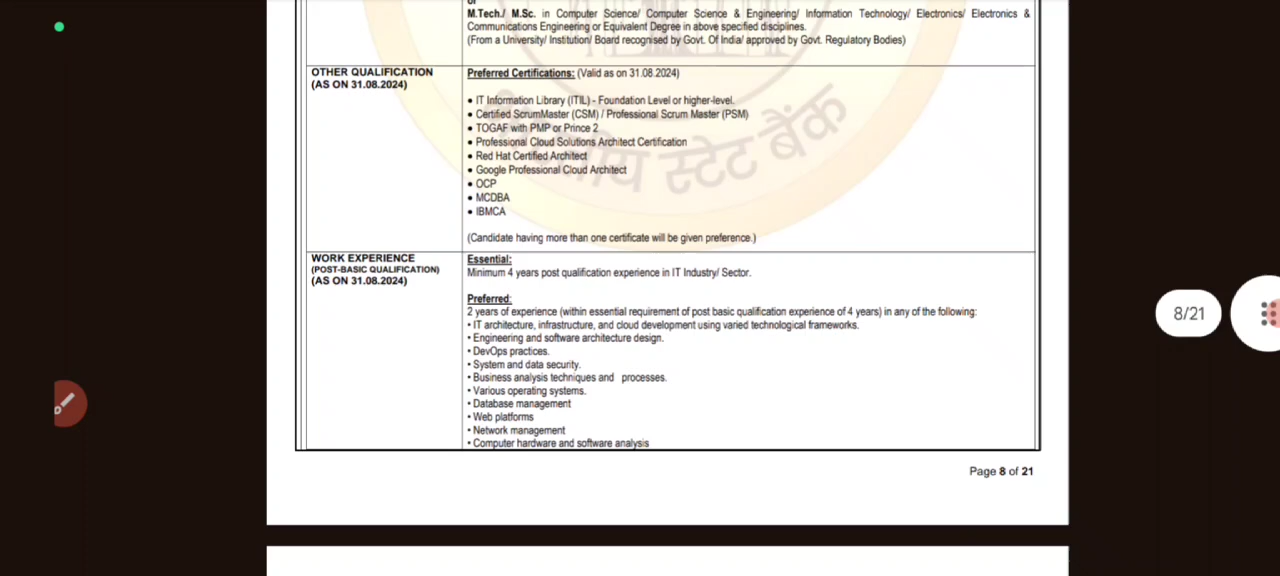 or
M.Tech./ M.Sc. in Computer Science/ Computer Science & Engineering/ Information Technology/ Electronics/ Electronics &
Communications Engineering or Equivalent Degree in above specified disciplines.
(From a University/ Institution/ Board recognised by Govt. Of India/ approved by Govt. Regulatory Bodies)
OTHER QUALIFICATION
(AS ON 31.08.2024)
Preferred Certifications: (Valid as on 31.08.2024)
• IT Information Library (ITIL) - Foundation Level or higher-level.
• Certified ScrumMaster (CSM) / Professional Scrum Master (PSM)
• TOGAF with PMP or Prince 2
• Professional Cloud Solutions Architect Certification
• Red Hat Certified Architect
• Google Professional Cloud Architect
• OCP
• MCDBA
• IBMCA
(Candidate having more than one certificate will be given preference.)
स्टेट बैंक
WORK EXPERIENCE
(POST-BASIC QUALIFICATION)
(AS ON 31.08.2024)
Essential:
Minimum 4 years post qualification experience in IT Industry/ Sector.
Preferred:
2 years of experience (within essential requirement of post basic qualification experience of 4 years) in any of the following:
• IT architecture, infrastructure, and cloud development using varied technological frameworks.
• Engineering and software architecture design.
• DevOps practices.
• System and data security.
• Business analysis techniques and processes.
• Various operating systems.
• Database management
• Web platforms
• Network management
• Computer hardware and software analysis
Page 8 of 21
8/21